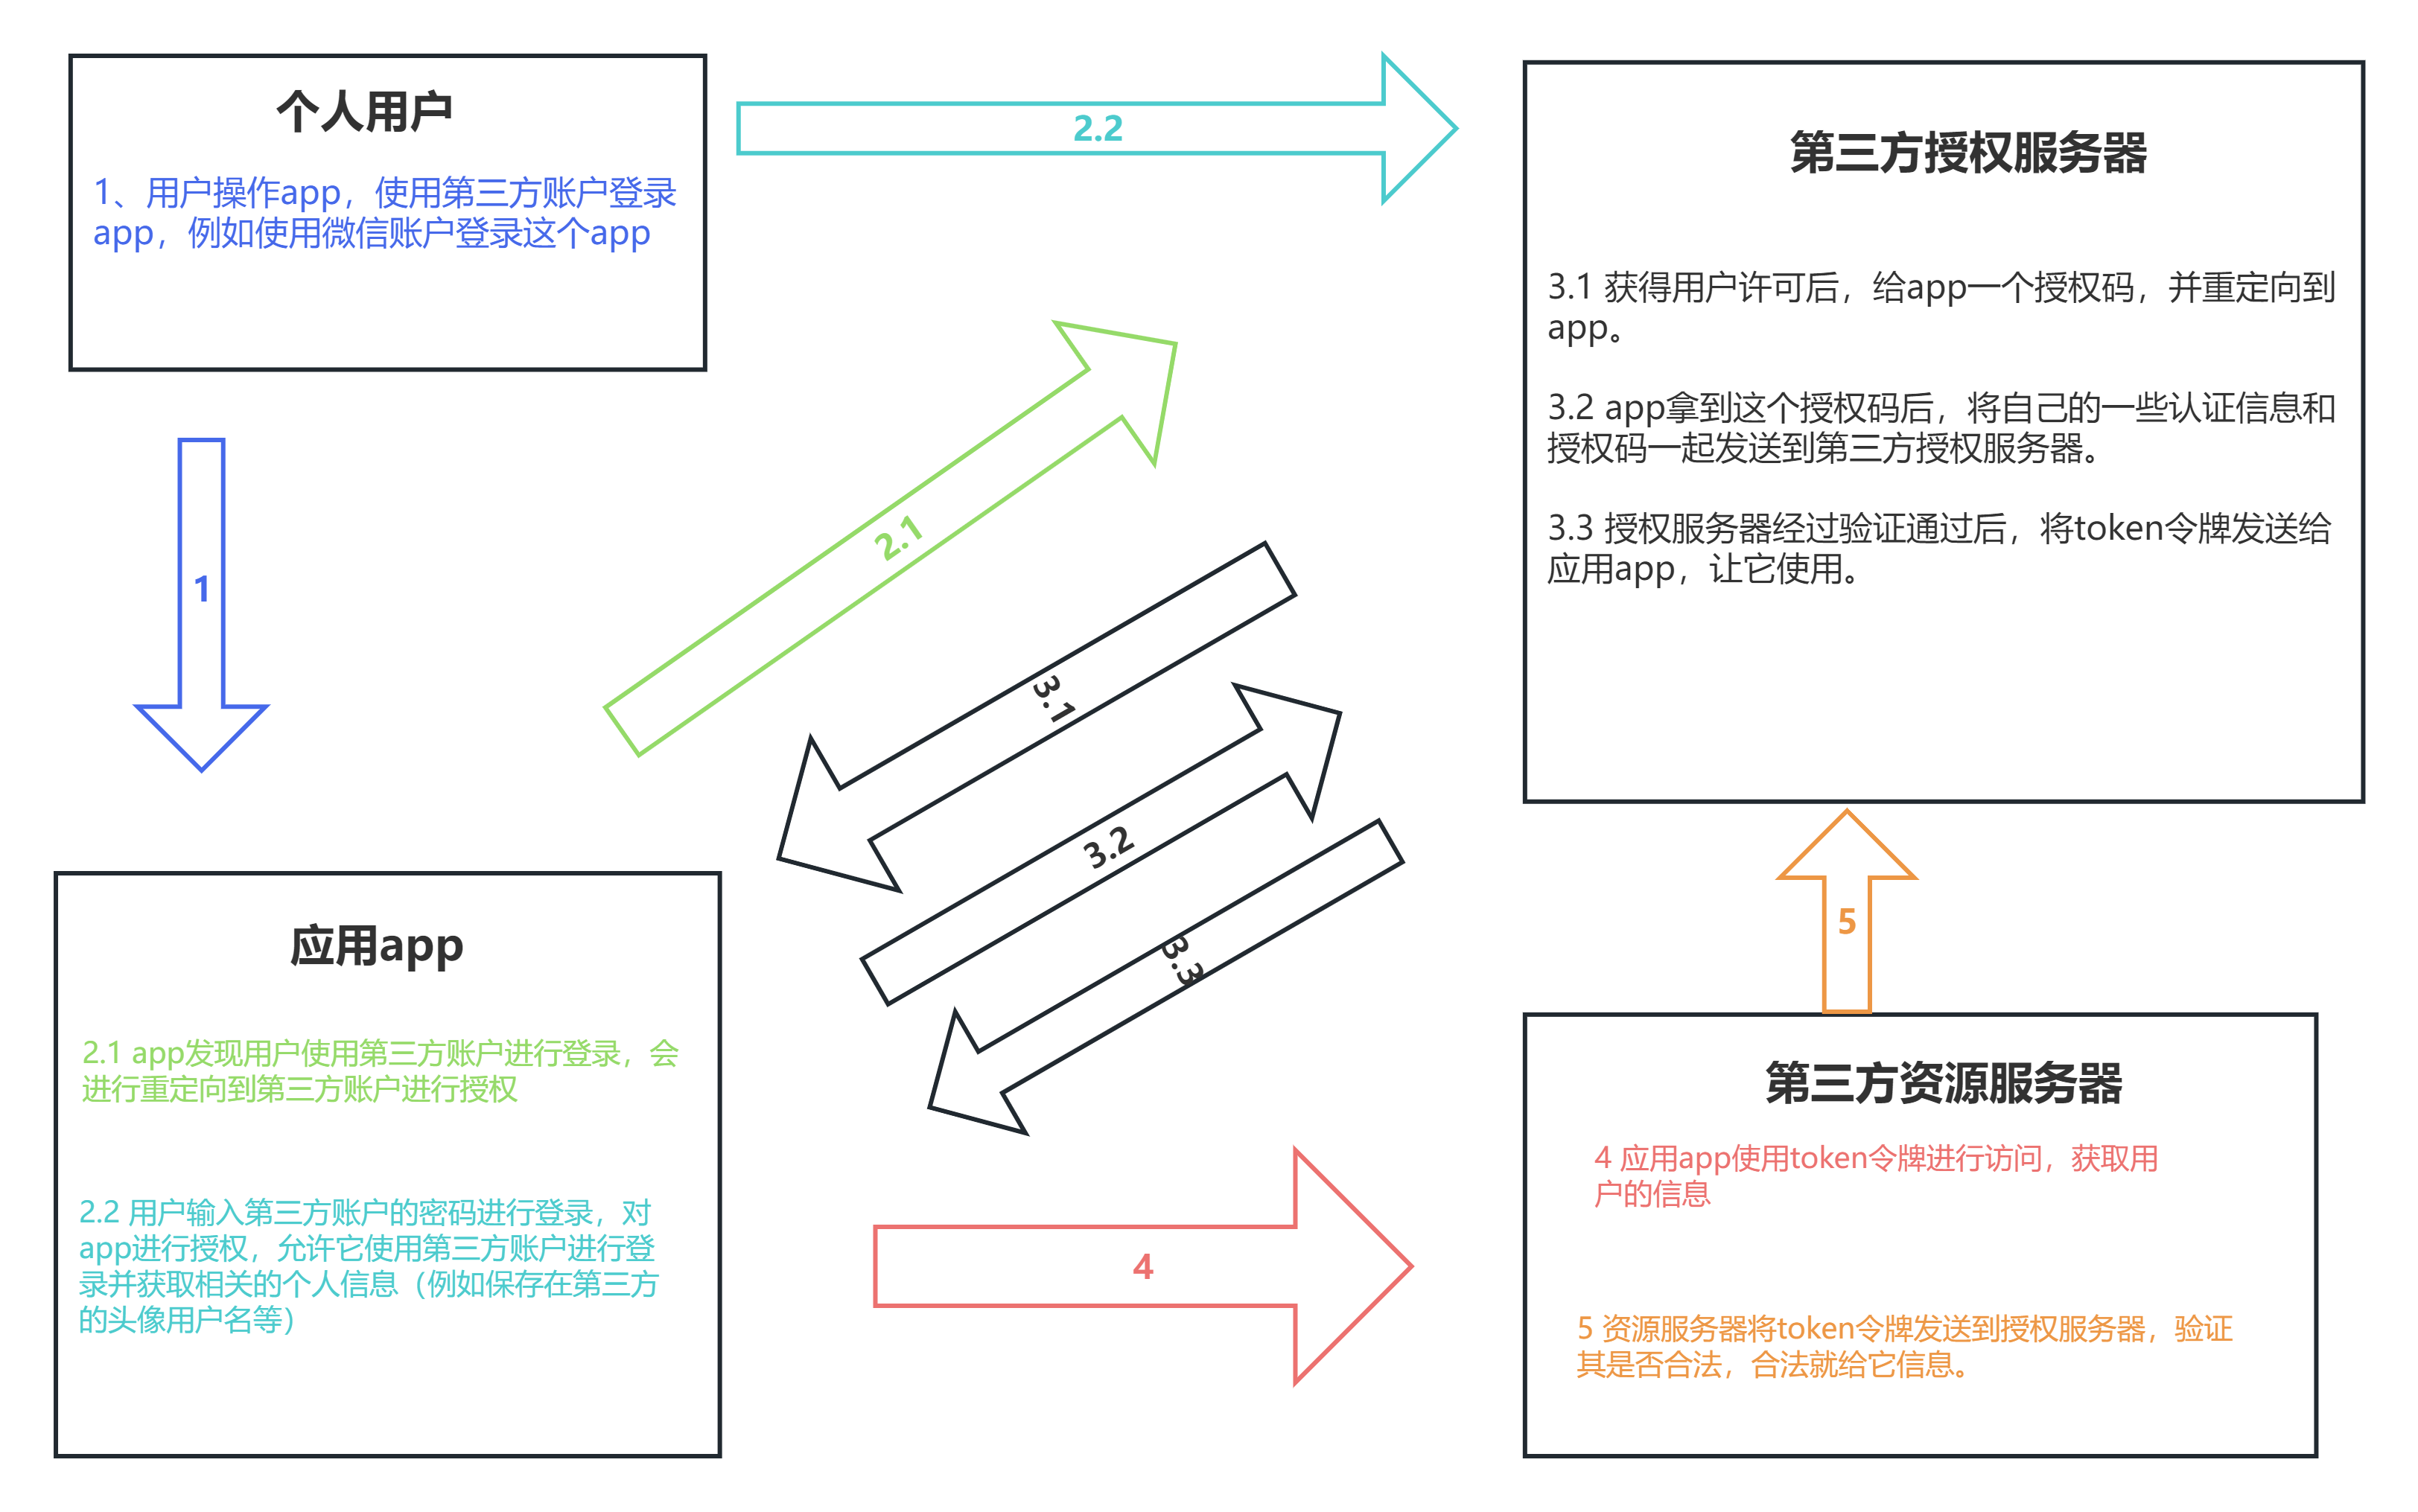 个人用户
1、用户操作app，使用第三方账户登录
app，例如使用微信账户登录这个app
2.2
第三方授权服务器
3.1 获得用户许可后，给app一个授权码，并重定向到
app。
3.2 app拿到这个授权码后，将自己的一些认证信息和
授权码一起发送到第三方授权服务器。
3.3 授权服务器经过验证通过后，将token令牌发送给
应用app，让它使用。
1
2.1
3.1
3.2
3.3
应用app
2.1 app发现用户使用第三方账户进行登录，会
进行重定向到第三方账户进行授权
2.2 用户输入第三方账户的密码进行登录，对
app进行授权，允许它使用第三方账户进行登
录并获取相关的个人信息（例如保存在第三方
的头像用户名等）
4
5
第三方资源服务器
4 应用app使用token令牌进行访问，获取用
户的信息
5 资源服务器将token令牌发送到授权服务器，验证
其是否合法，合法就给它信息。